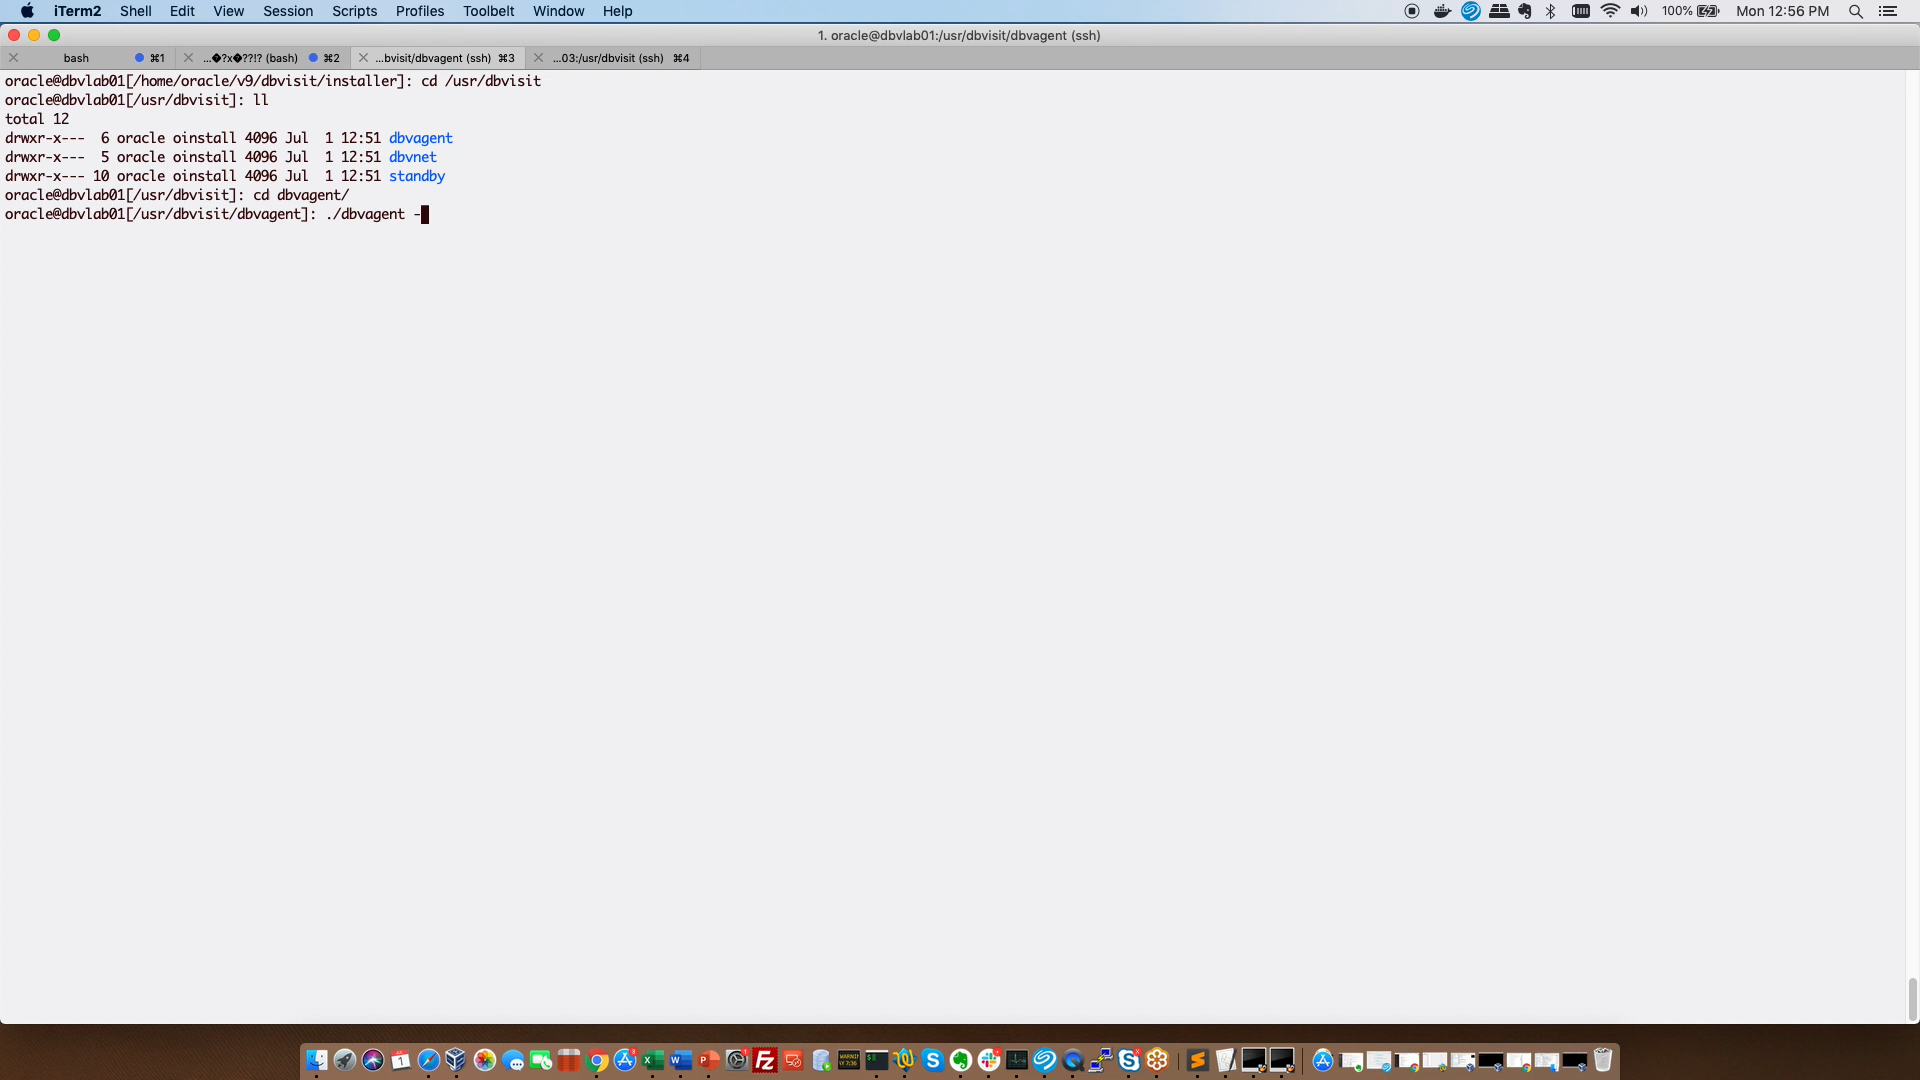 iTerm2 Shell Edit View Session Scripts Profiles Toolbelt Window Help 100% Mon 12:56 PM
1. oracle@dbvlab01:/usr/dbvisit/dbvagent (ssh)
bash ⌘1 ...�?x�??!? (bash) ⌘2 ...bvisit/dbvagent (ssh) ⌘3 ...03:/usr/dbvisit (ssh) ⌘4
oracle@dbvlab01[/home/oracle/v9/dbvisit/installer]: cd /usr/dbvisit
oracle@dbvlab01[/usr/dbvisit]: ll
total 12
drwxr-x---  6 oracle oinstall 4096 Jul  1 12:51 dbvagent
drwxr-x---  5 oracle oinstall 4096 Jul  1 12:51 dbvnet
drwxr-x--- 10 oracle oinstall 4096 Jul  1 12:51 standby
oracle@dbvlab01[/usr/dbvisit]: cd dbvagent/
oracle@dbvlab01[/usr/dbvisit/dbvagent]: ./dbvagent -